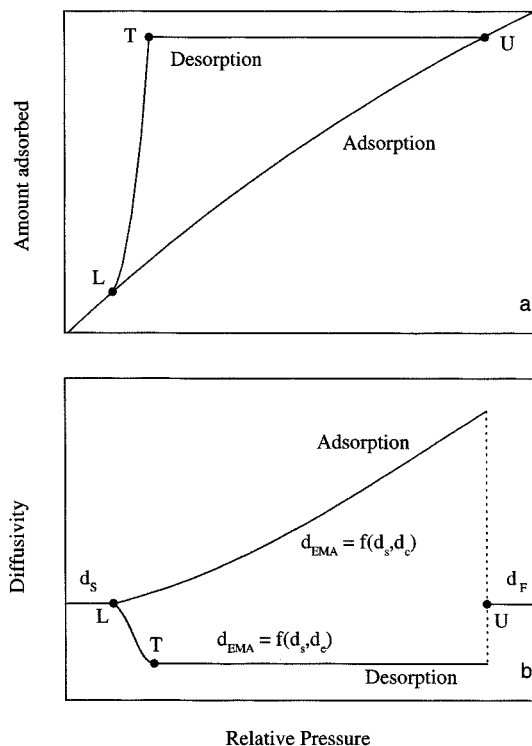 T
U
Desorption
Adsorption
Amount adsorbed
L
a
Adsorption
Diffusivity
d_EMA = f(d_s,d_c)
d_S
d_F
L
U
T
d_EMA = f(d_s,d_e)
b
Desorption
Relative Pressure